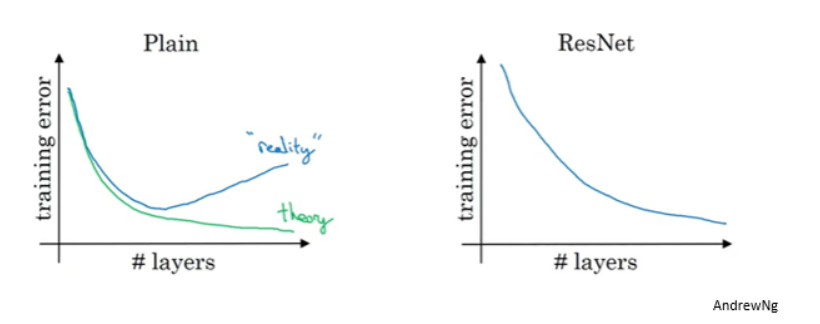 Plain
training error
"reality"
theory
# layers
ResNet
training error
# layers
AndrewNg